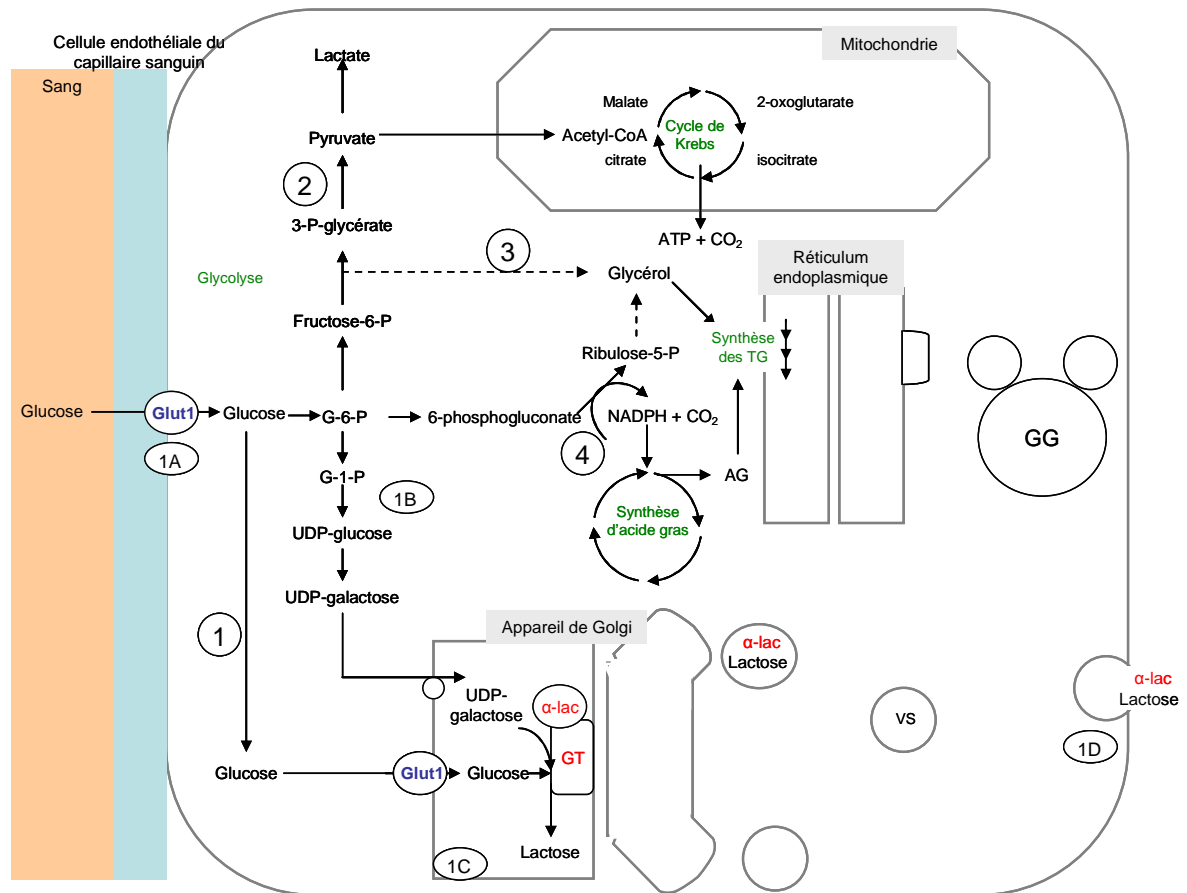 Cellule endothéliale du
capillaire sanguin
Sang
Lactate
Mitochondrie
Malate
2-oxoglutarate
Pyruvate
Acetyl-CoA
Cycle de
Krebs
citrate
isocitrate
2
3-P-glycérate
ATP + CO₂
3
Réticulum
endoplasmique
Glycolyse
Glycérol
Fructose-6-P
Synthèse
des TG
Ribulose-5-P
Glucose
Glut1
Glucose
G-6-P
6-phosphogluconate
NADPH + CO₂
GG
1A
4
G-1-P
AG
1B
Synthèse
d'acide gras
UDP-glucose
UDP-galactose
1
Appareil de Golgi
α-lac
Lactose
α-lac
Lactose
UDP-
galactose
α-lac
VS
1D
GT
Glucose
Glut1
Glucose
Lactose
1C